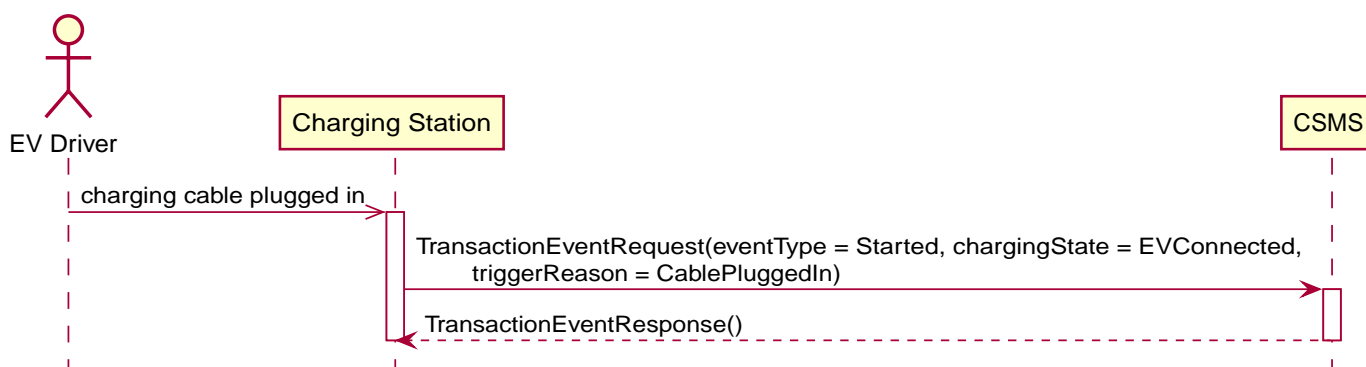 EV Driver
Charging Station
CSMS
charging cable plugged in
TransactionEventRequest(eventType = Started, chargingState = EVConnected,
triggerReason = CablePluggedIn)
TransactionEventResponse()